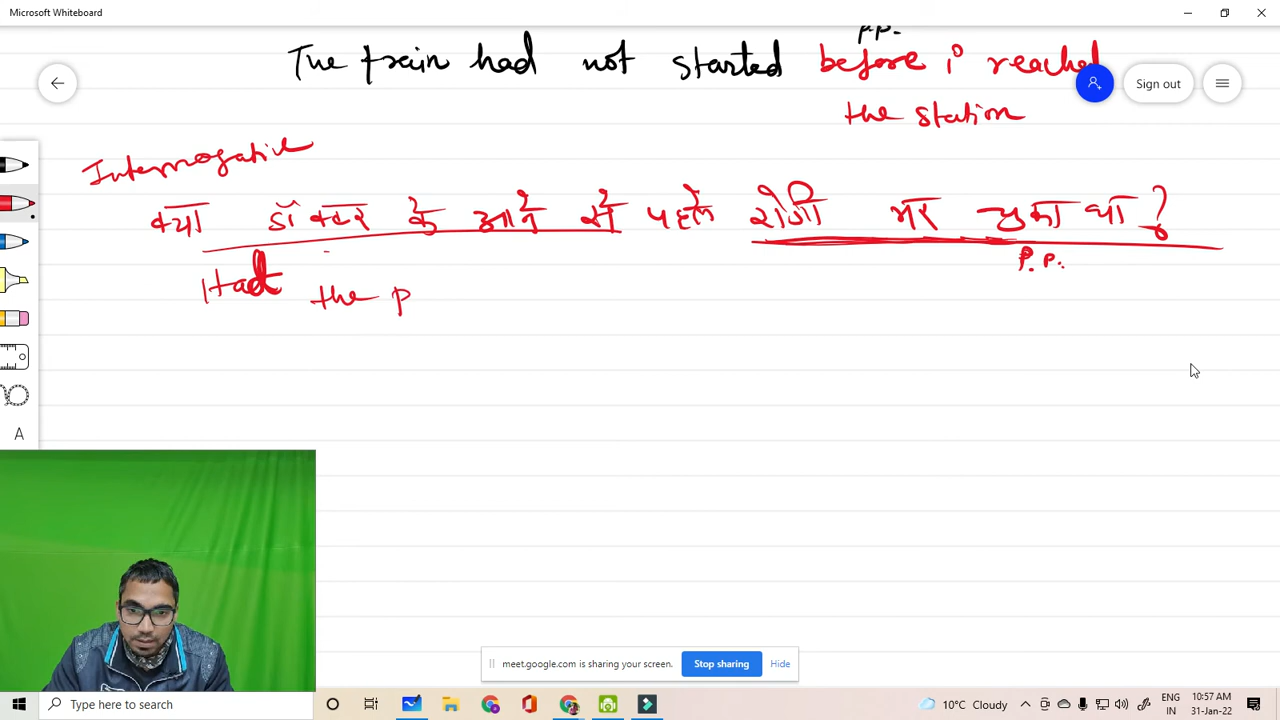 Microsoft Whiteboard
p.p.
The train had not started before i reached
the station
Sign out
Interrogative
क्या डॉक्टर के आने से पहले रोगी मर चुका था?
p.p.
Had the p
A
meet.google.com is sharing your screen. Stop sharing Hide
Type here to search
10°C Cloudy
ENG
IN
10:57 AM
31-Jan-22